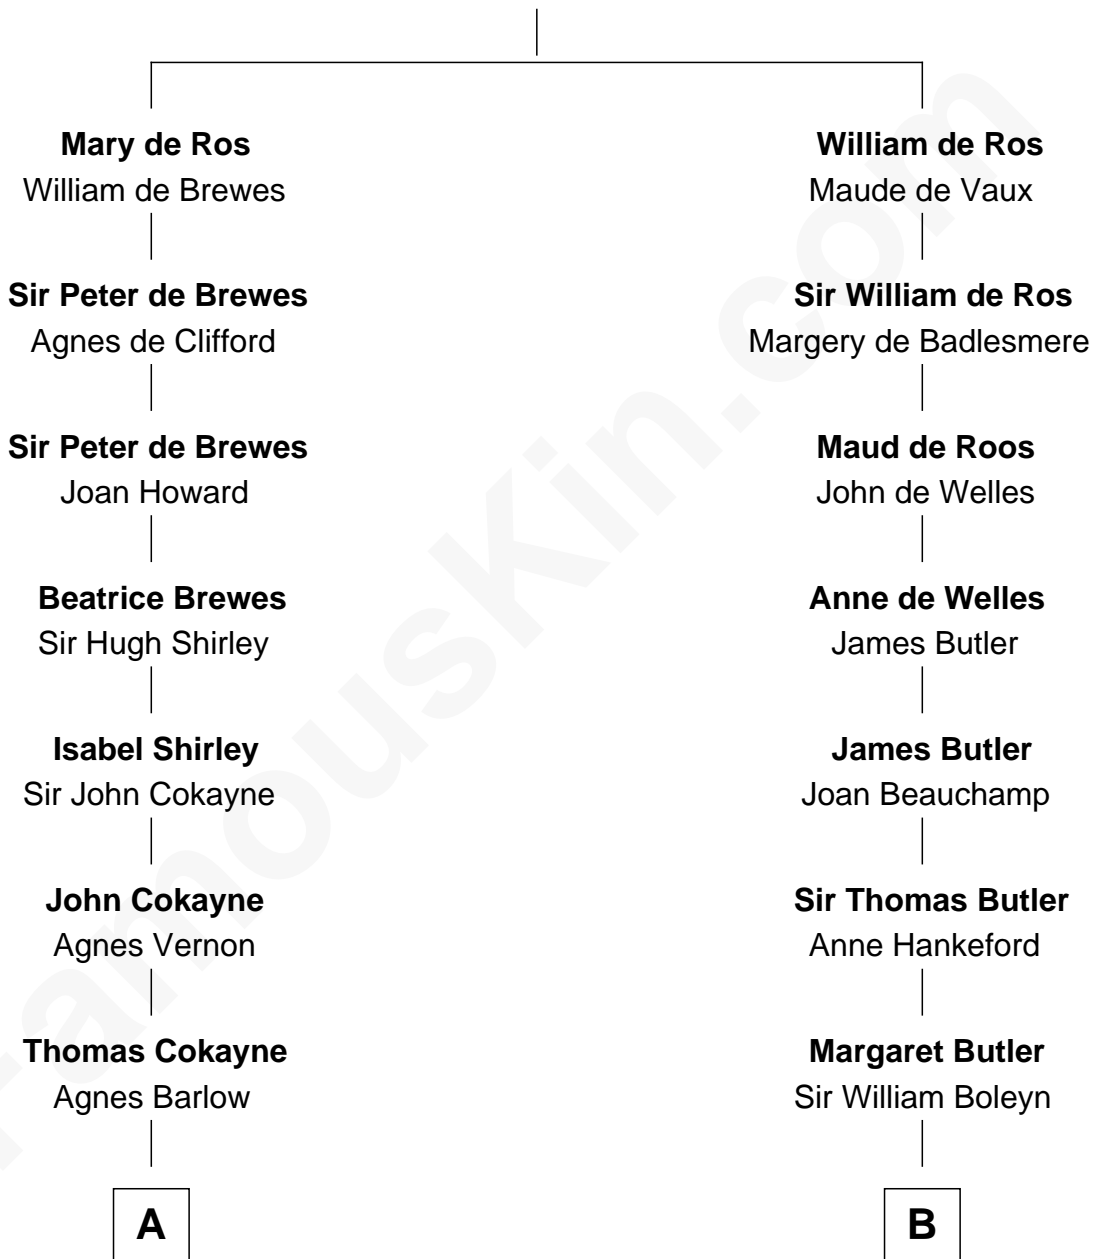 Mary de Ros
William de Brewes
Sir Peter de Brewes
Agnes de Clifford
Sir Peter de Brewes
Joan Howard
Beatrice Brewes
Sir Hugh Shirley
Isabel Shirley
Sir John Cokayne
John Cokayne
Agnes Vernon
Thomas Cokayne
Agnes Barlow
A
William de Ros
Maude de Vaux
Sir William de Ros
Margery de Badlesmere
Maud de Roos
John de Welles
Anne de Welles
James Butler
James Butler
Joan Beauchamp
Sir Thomas Butler
Anne Hankeford
Margaret Butler
Sir William Boleyn
B
FamousKin.com